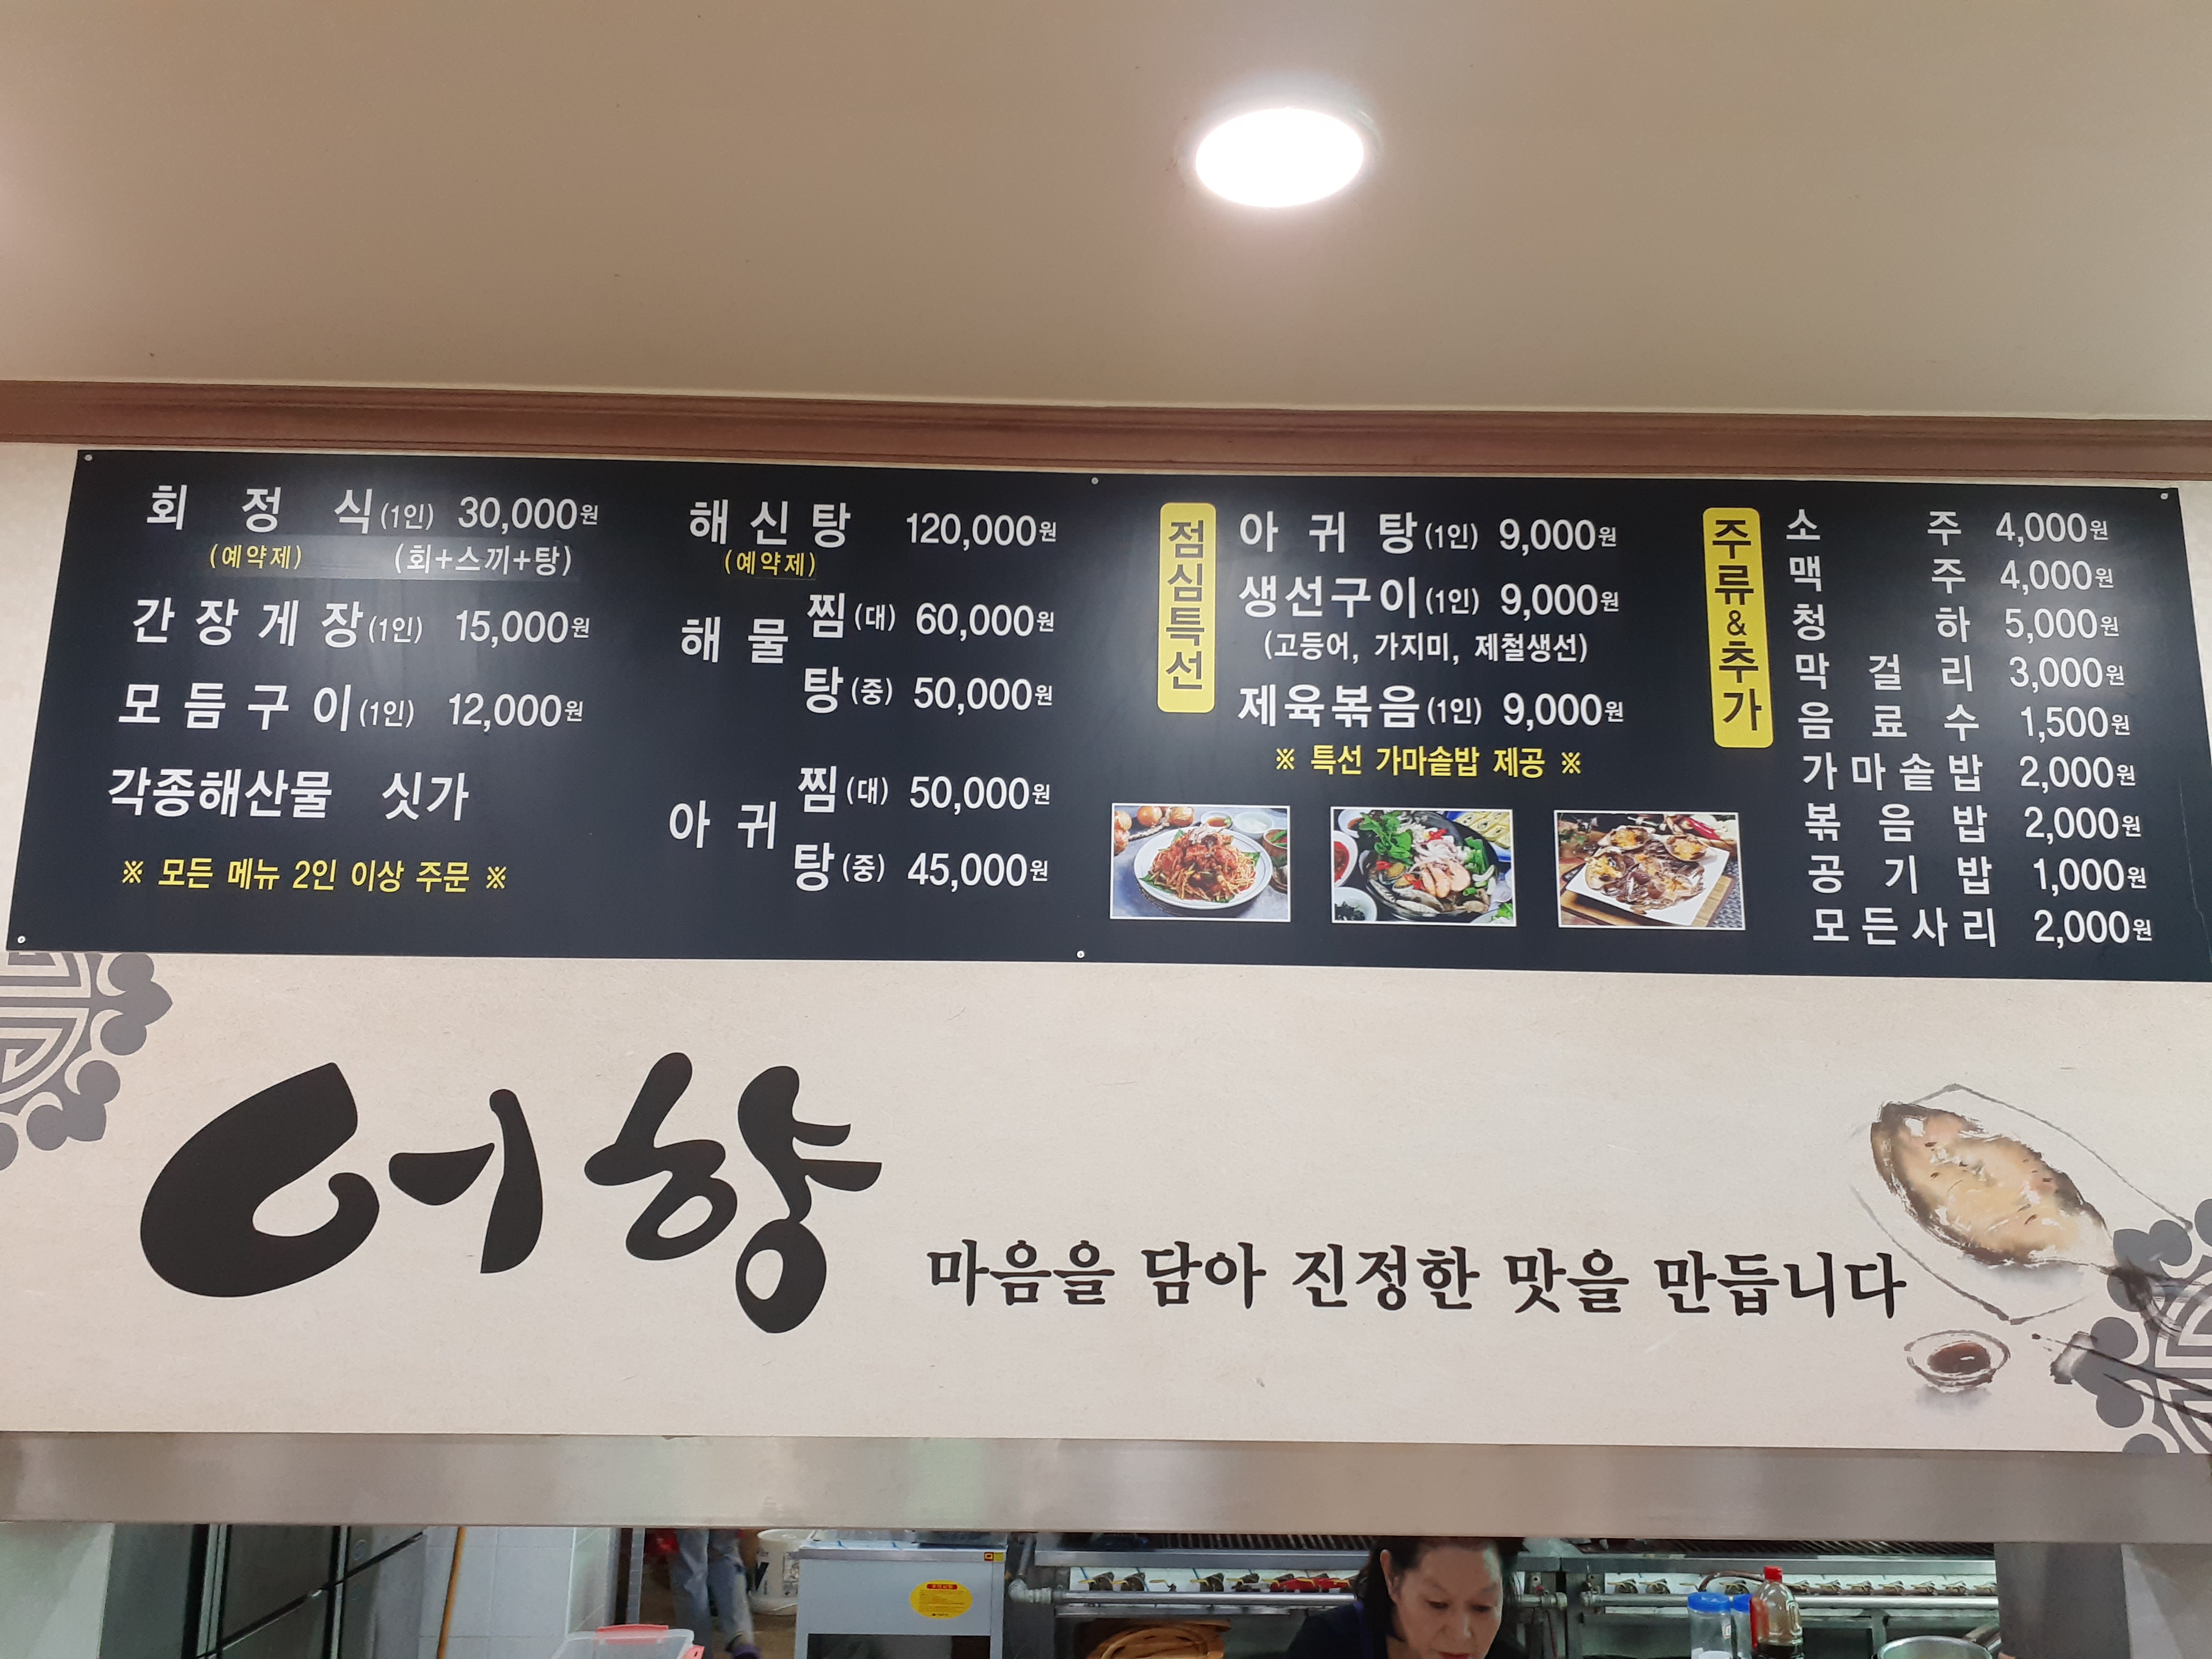 회 정 식(1인) 30,000원
(예약제) (회+스끼+탕)
간 장 게 장(1인) 15,000원
모 듬 구 이(1인) 12,000원
각종해산물 싯가
※ 모든 메뉴 2인 이상 주문 ※
해 신 탕 120,000원
(예약제)
해 물 찜(대) 60,000원
탕(중) 50,000원
아 귀 찜(대) 50,000원
탕(중) 45,000원
점심특선
아 귀 탕(1인) 9,000원
생선구이(1인) 9,000원
(고등어, 가지미, 제철생선)
제육볶음(1인) 9,000원
※ 특선 가마솥밥 제공 ※
주류&추가
소 주 4,000원
맥 주 4,000원
청 하 5,000원
막 걸 리 3,000원
음 료 수 1,500원
가 마 솥 밥 2,000원
볶 음 밥 2,000원
공 기 밥 1,000원
모 든 사 리 2,000원
어향
마음을 담아 진정한 맛을 만듭니다